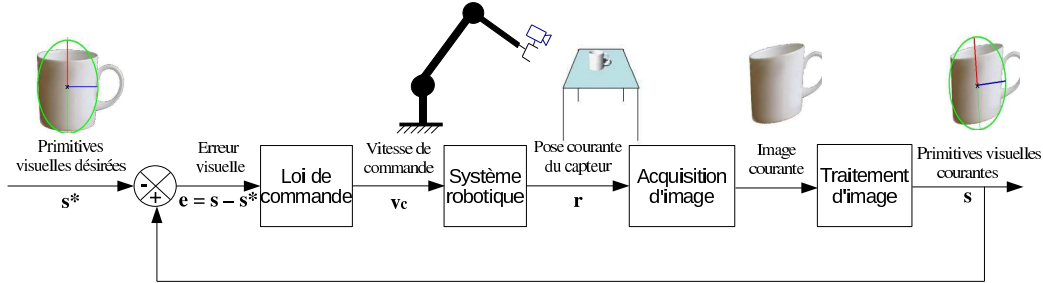 Primitives
visuelles désirées
s*
-
+
Erreur
visuelle
e = s – s*
Loi de
commande
Vitesse de
commande
vc
Système
robotique
Pose courante
du capteur
r
Acquisition
d'image
Image
courante
Traitement
d'image
Primitives visuelles
courantes
s